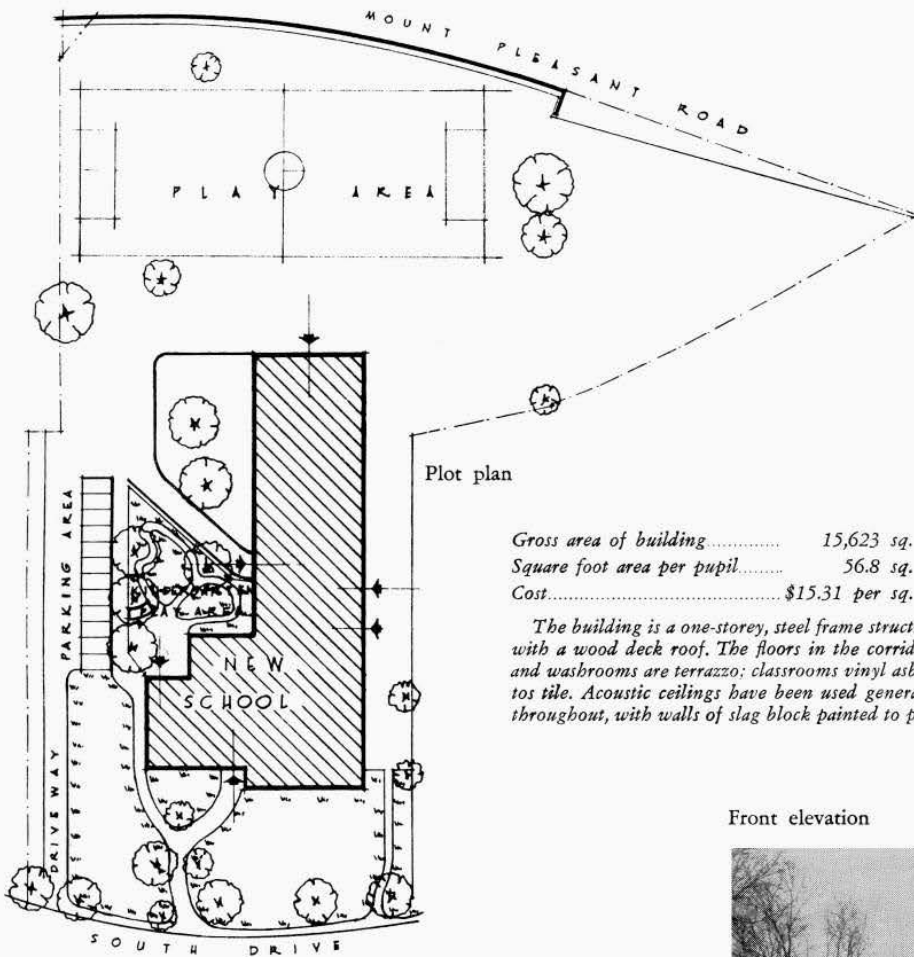 MOUNT PLEASANT ROAD
PLAY AREA
Plot plan
PARKING AREA
NEW
SCHOOL
DRIVEWAY
SOUTH DRIVE
Gross area of building............. 15,623 sq.
Square foot area per pupil......... 56.8 sq.
Cost....................................... $15.31 per sq.
The building is a one-storey, steel frame struct
with a wood deck roof. The floors in the corrid
and washrooms are terrazzo; classrooms vinyl asb
tos tile. Acoustic ceilings have been used genera
throughout, with walls of slag block painted to p
Front elevation